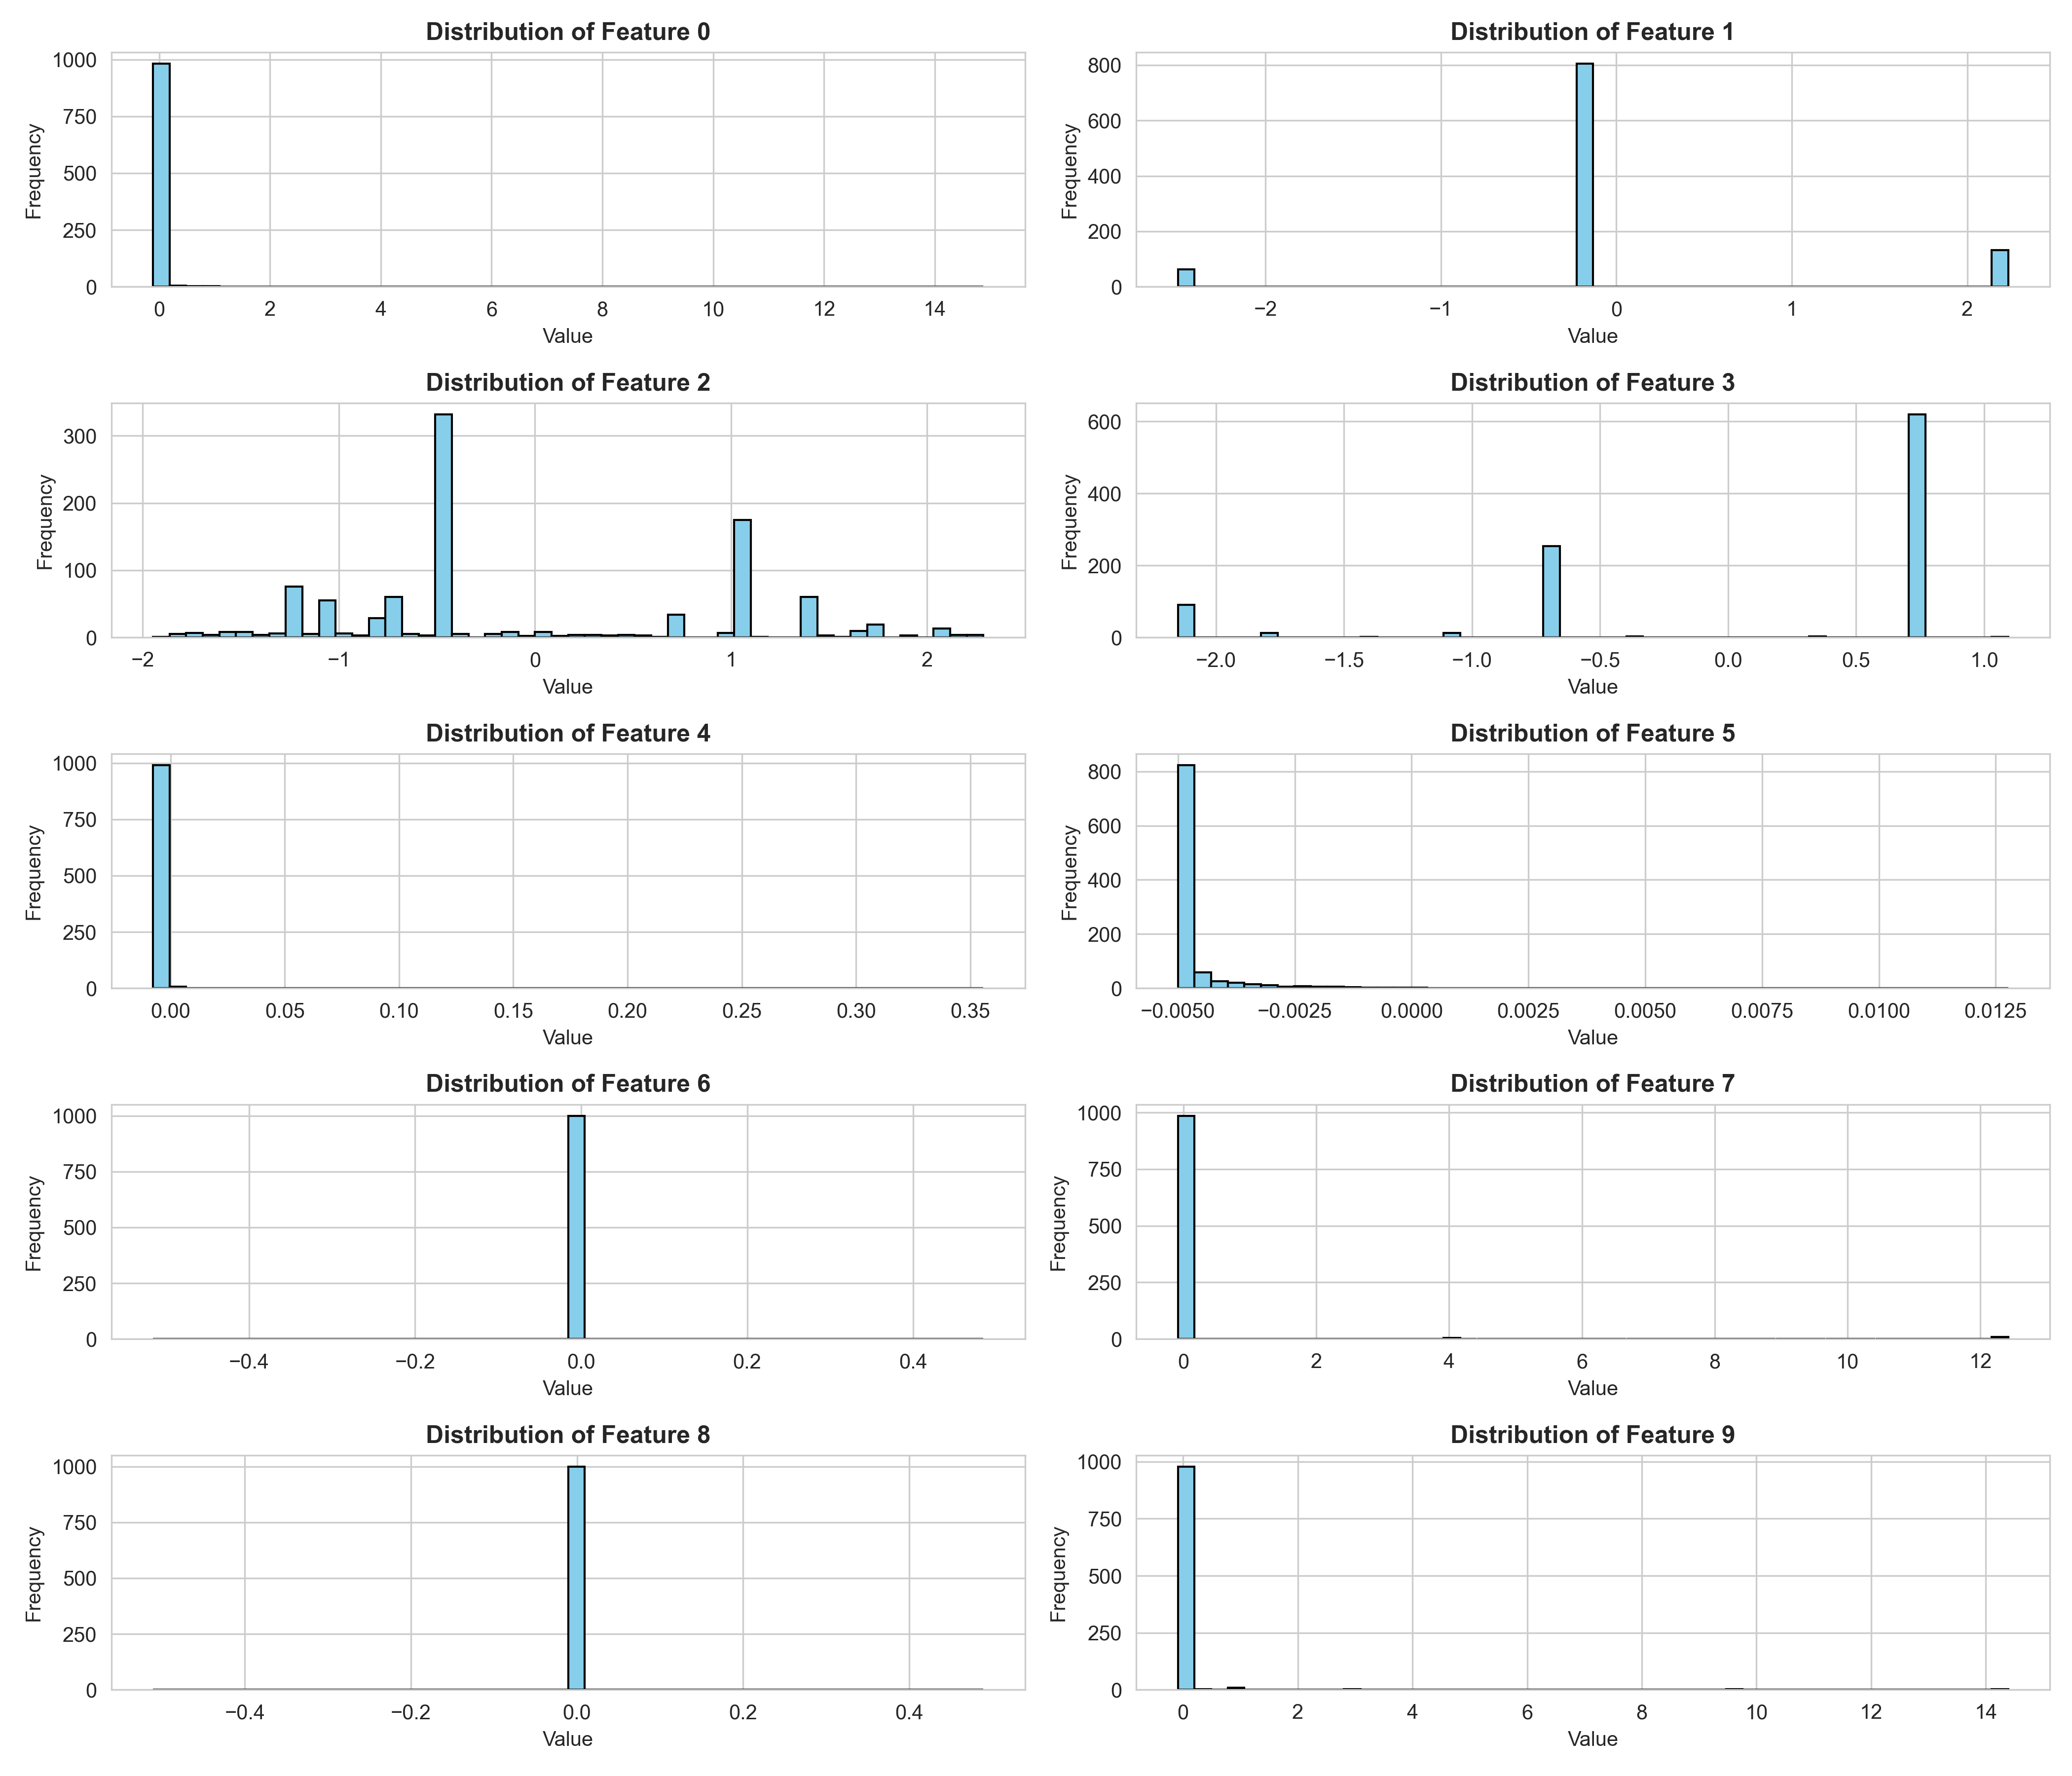 Distribution of Feature 0
1000
750
500
250
0
Frequency
0 2 4 6 8 10 12 14
Value
Distribution of Feature 1
800
600
400
200
0
Frequency
−2 −1 0 1 2
Value
Distribution of Feature 2
300
200
100
0
Frequency
−2 −1 0 1 2
Value
Distribution of Feature 3
600
400
200
0
Frequency
−2.0 −1.5 −1.0 −0.5 0.0 0.5 1.0
Value
Distribution of Feature 4
1000
750
500
250
0
Frequency
0.00 0.05 0.10 0.15 0.20 0.25 0.30 0.35
Value
Distribution of Feature 5
800
600
400
200
0
Frequency
−0.0050 −0.0025 0.0000 0.0025 0.0050 0.0075 0.0100 0.0125
Value
Distribution of Feature 6
1000
750
500
250
0
Frequency
−0.4 −0.2 0.0 0.2 0.4
Value
Distribution of Feature 7
1000
750
500
250
0
Frequency
0 2 4 6 8 10 12
Value
Distribution of Feature 8
1000
750
500
250
0
Frequency
−0.4 −0.2 0.0 0.2 0.4
Value
Distribution of Feature 9
1000
750
500
250
0
Frequency
0 2 4 6 8 10 12 14
Value